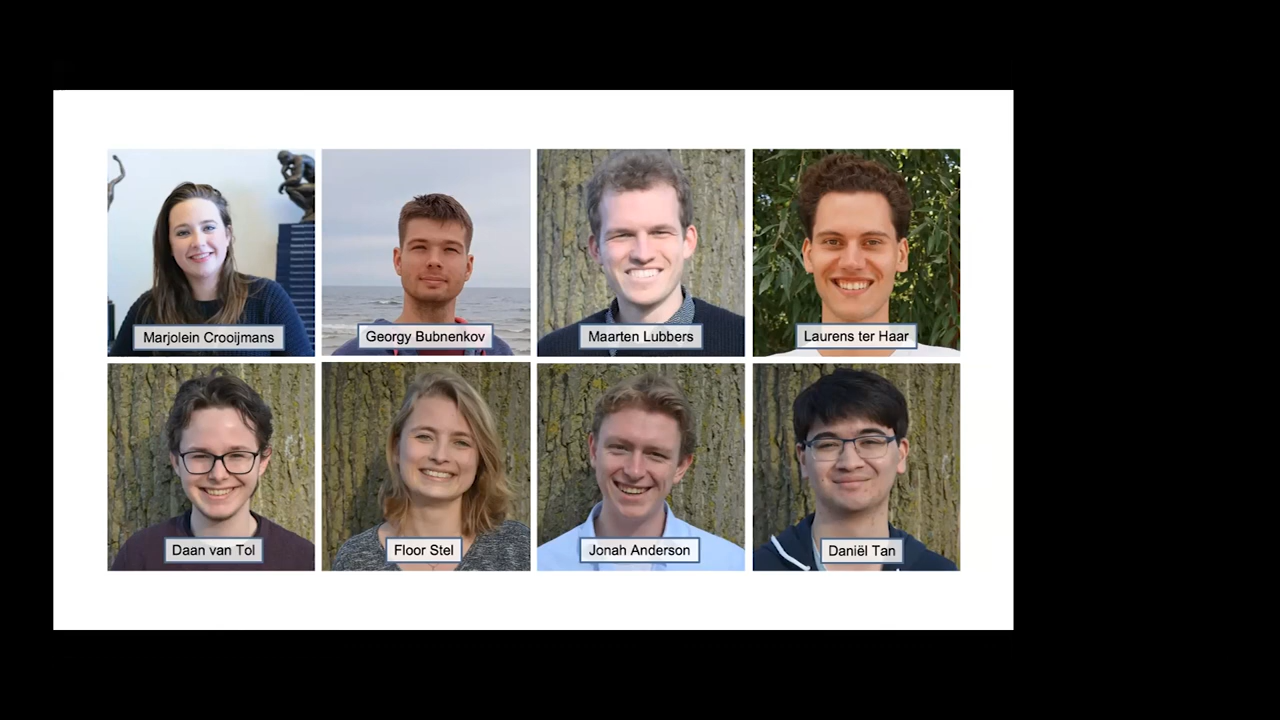 Marjolein Crooijmans
Georgy Bubnenkov
Maarten Lubbers
Laurens ter Haar
Daan van Tol
Floor Stel
Jonah Anderson
Daniël Tan